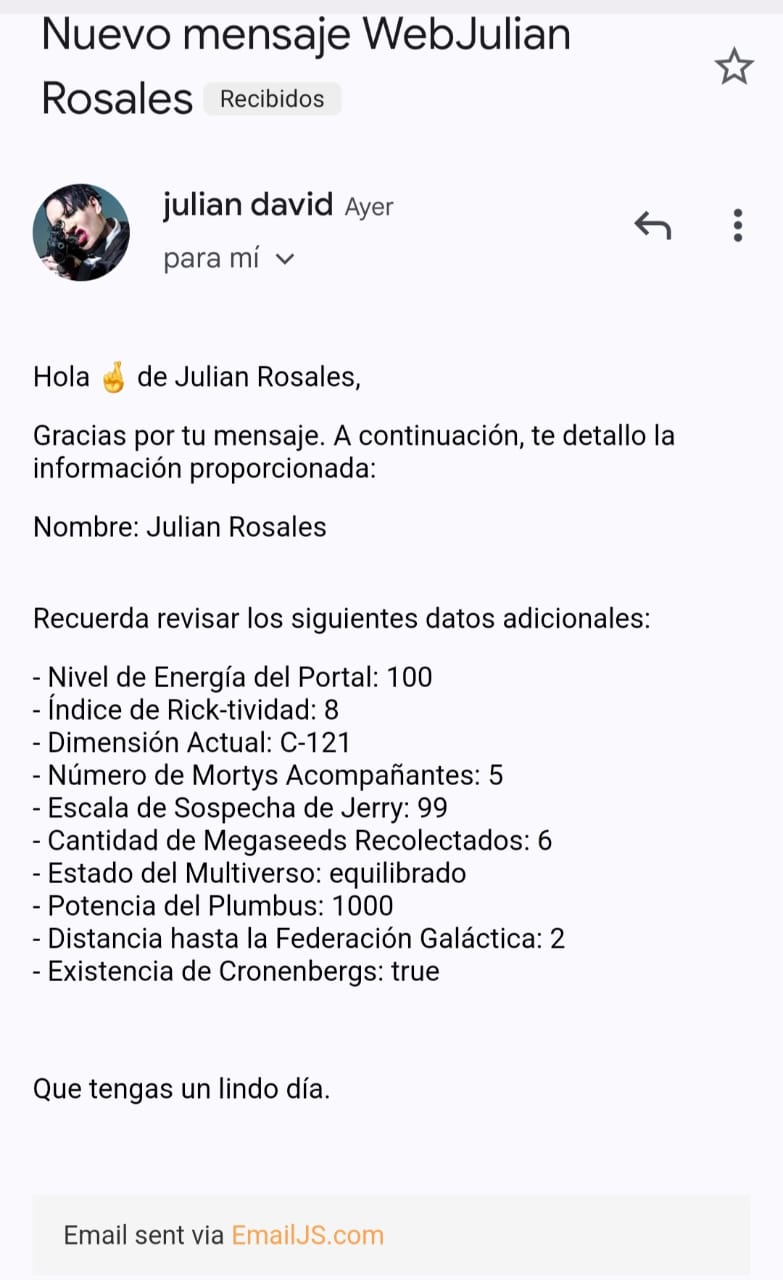 Nuevo mensaje WebJulian
Rosales Recibidos
julian david Ayer
para mí
Hola 🤞 de Julian Rosales,
Gracias por tu mensaje. A continuación, te detallo la
información proporcionada:
Nombre: Julian Rosales
Recuerda revisar los siguientes datos adicionales:
- Nivel de Energía del Portal: 100
- Índice de Rick-tividad: 8
- Dimensión Actual: C-121
- Número de Mortys Acompañantes: 5
- Escala de Sospecha de Jerry: 99
- Cantidad de Megaseeds Recolectados: 6
- Estado del Multiverso: equilibrado
- Potencia del Plumbus: 1000
- Distancia hasta la Federación Galáctica: 2
- Existencia de Cronenbergs: true
Que tengas un lindo día.
Email sent via EmailJS.com